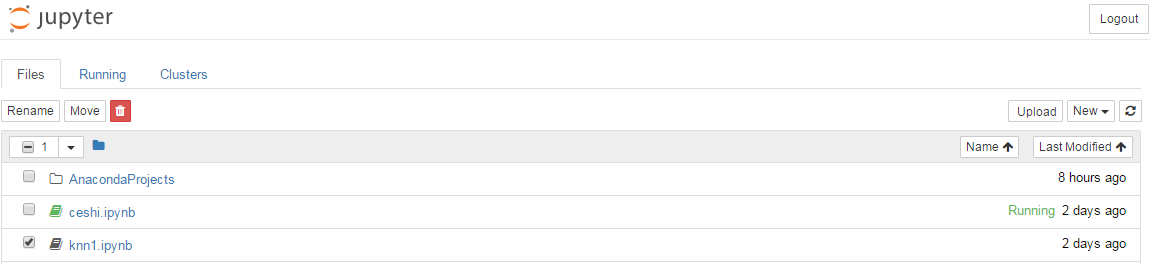 jupyter Logout
Files Running Clusters
Rename Move Upload New
1 Name Last Modified
AnacondaProjects 8 hours ago
ceshi.ipynb Running 2 days ago
knn1.ipynb 2 days ago